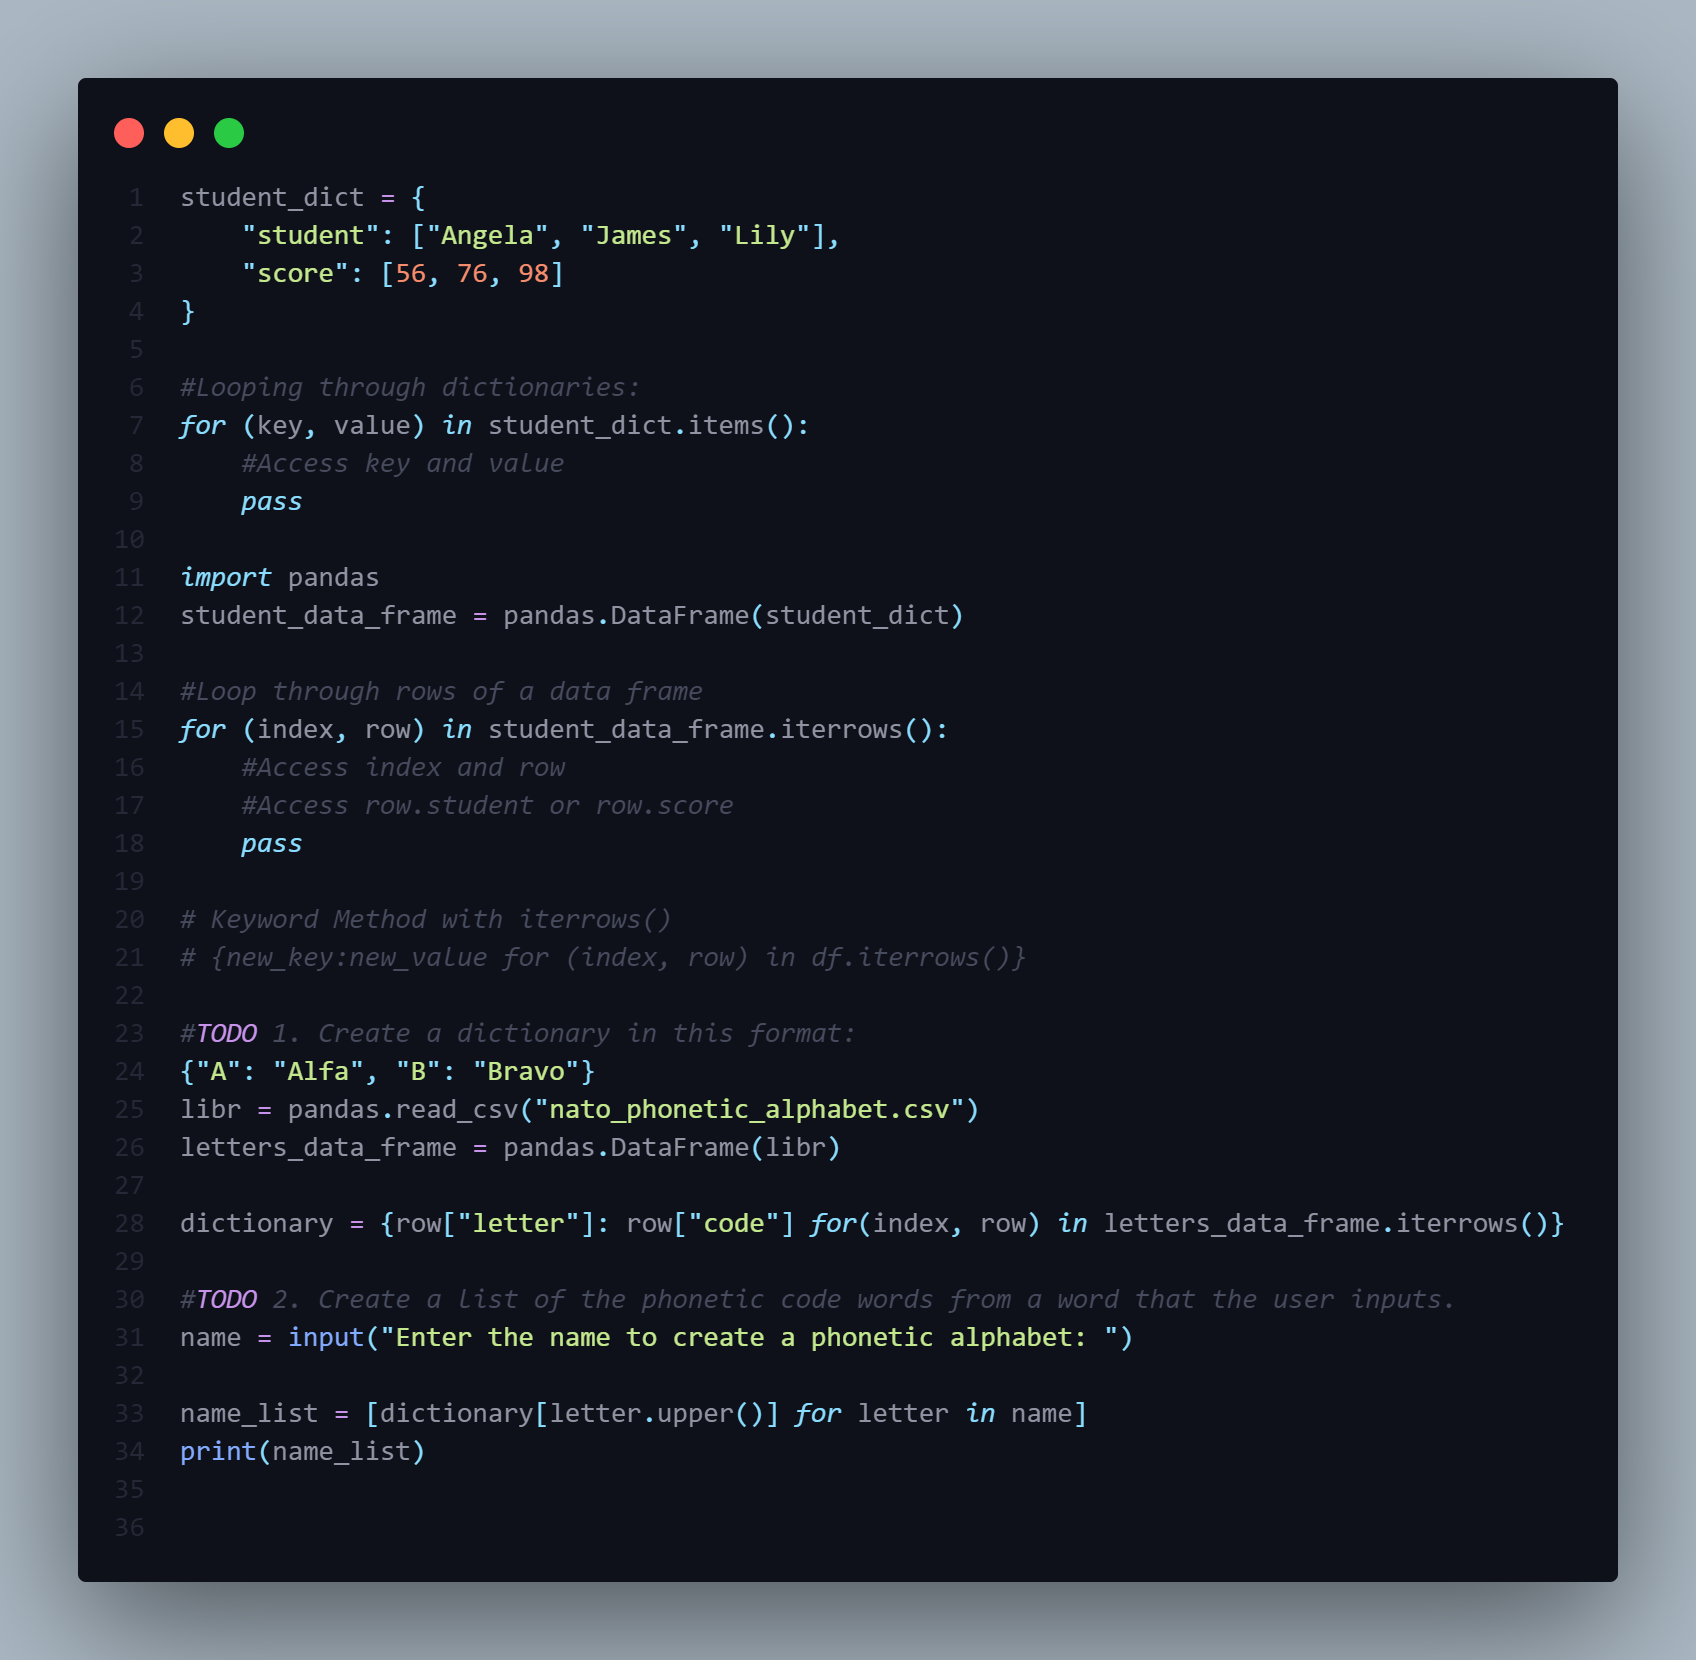 1 student_dict = {
2     "student": ["Angela", "James", "Lily"],
3     "score": [56, 76, 98]
4 }
5
6 #Looping through dictionaries:
7 for (key, value) in student_dict.items():
8     #Access key and value
9     pass
10
11 import pandas
12 student_data_frame = pandas.DataFrame(student_dict)
13
14 #Loop through rows of a data frame
15 for (index, row) in student_data_frame.iterrows():
16     #Access index and row
17     #Access row.student or row.score
18     pass
19
20 # Keyword Method with iterrows()
21 # {new_key:new_value for (index, row) in df.iterrows()}
22
23 #TODO 1. Create a dictionary in this format:
24 {"A": "Alfa", "B": "Bravo"}
25 libr = pandas.read_csv("nato_phonetic_alphabet.csv")
26 letters_data_frame = pandas.DataFrame(libr)
27
28 dictionary = {row["letter"]: row["code"] for(index, row) in letters_data_frame.iterrows()}
29
30 #TODO 2. Create a list of the phonetic code words from a word that the user inputs.
31 name = input("Enter the name to create a phonetic alphabet: ")
32
33 name_list = [dictionary[letter.upper()] for letter in name]
34 print(name_list)
35
36